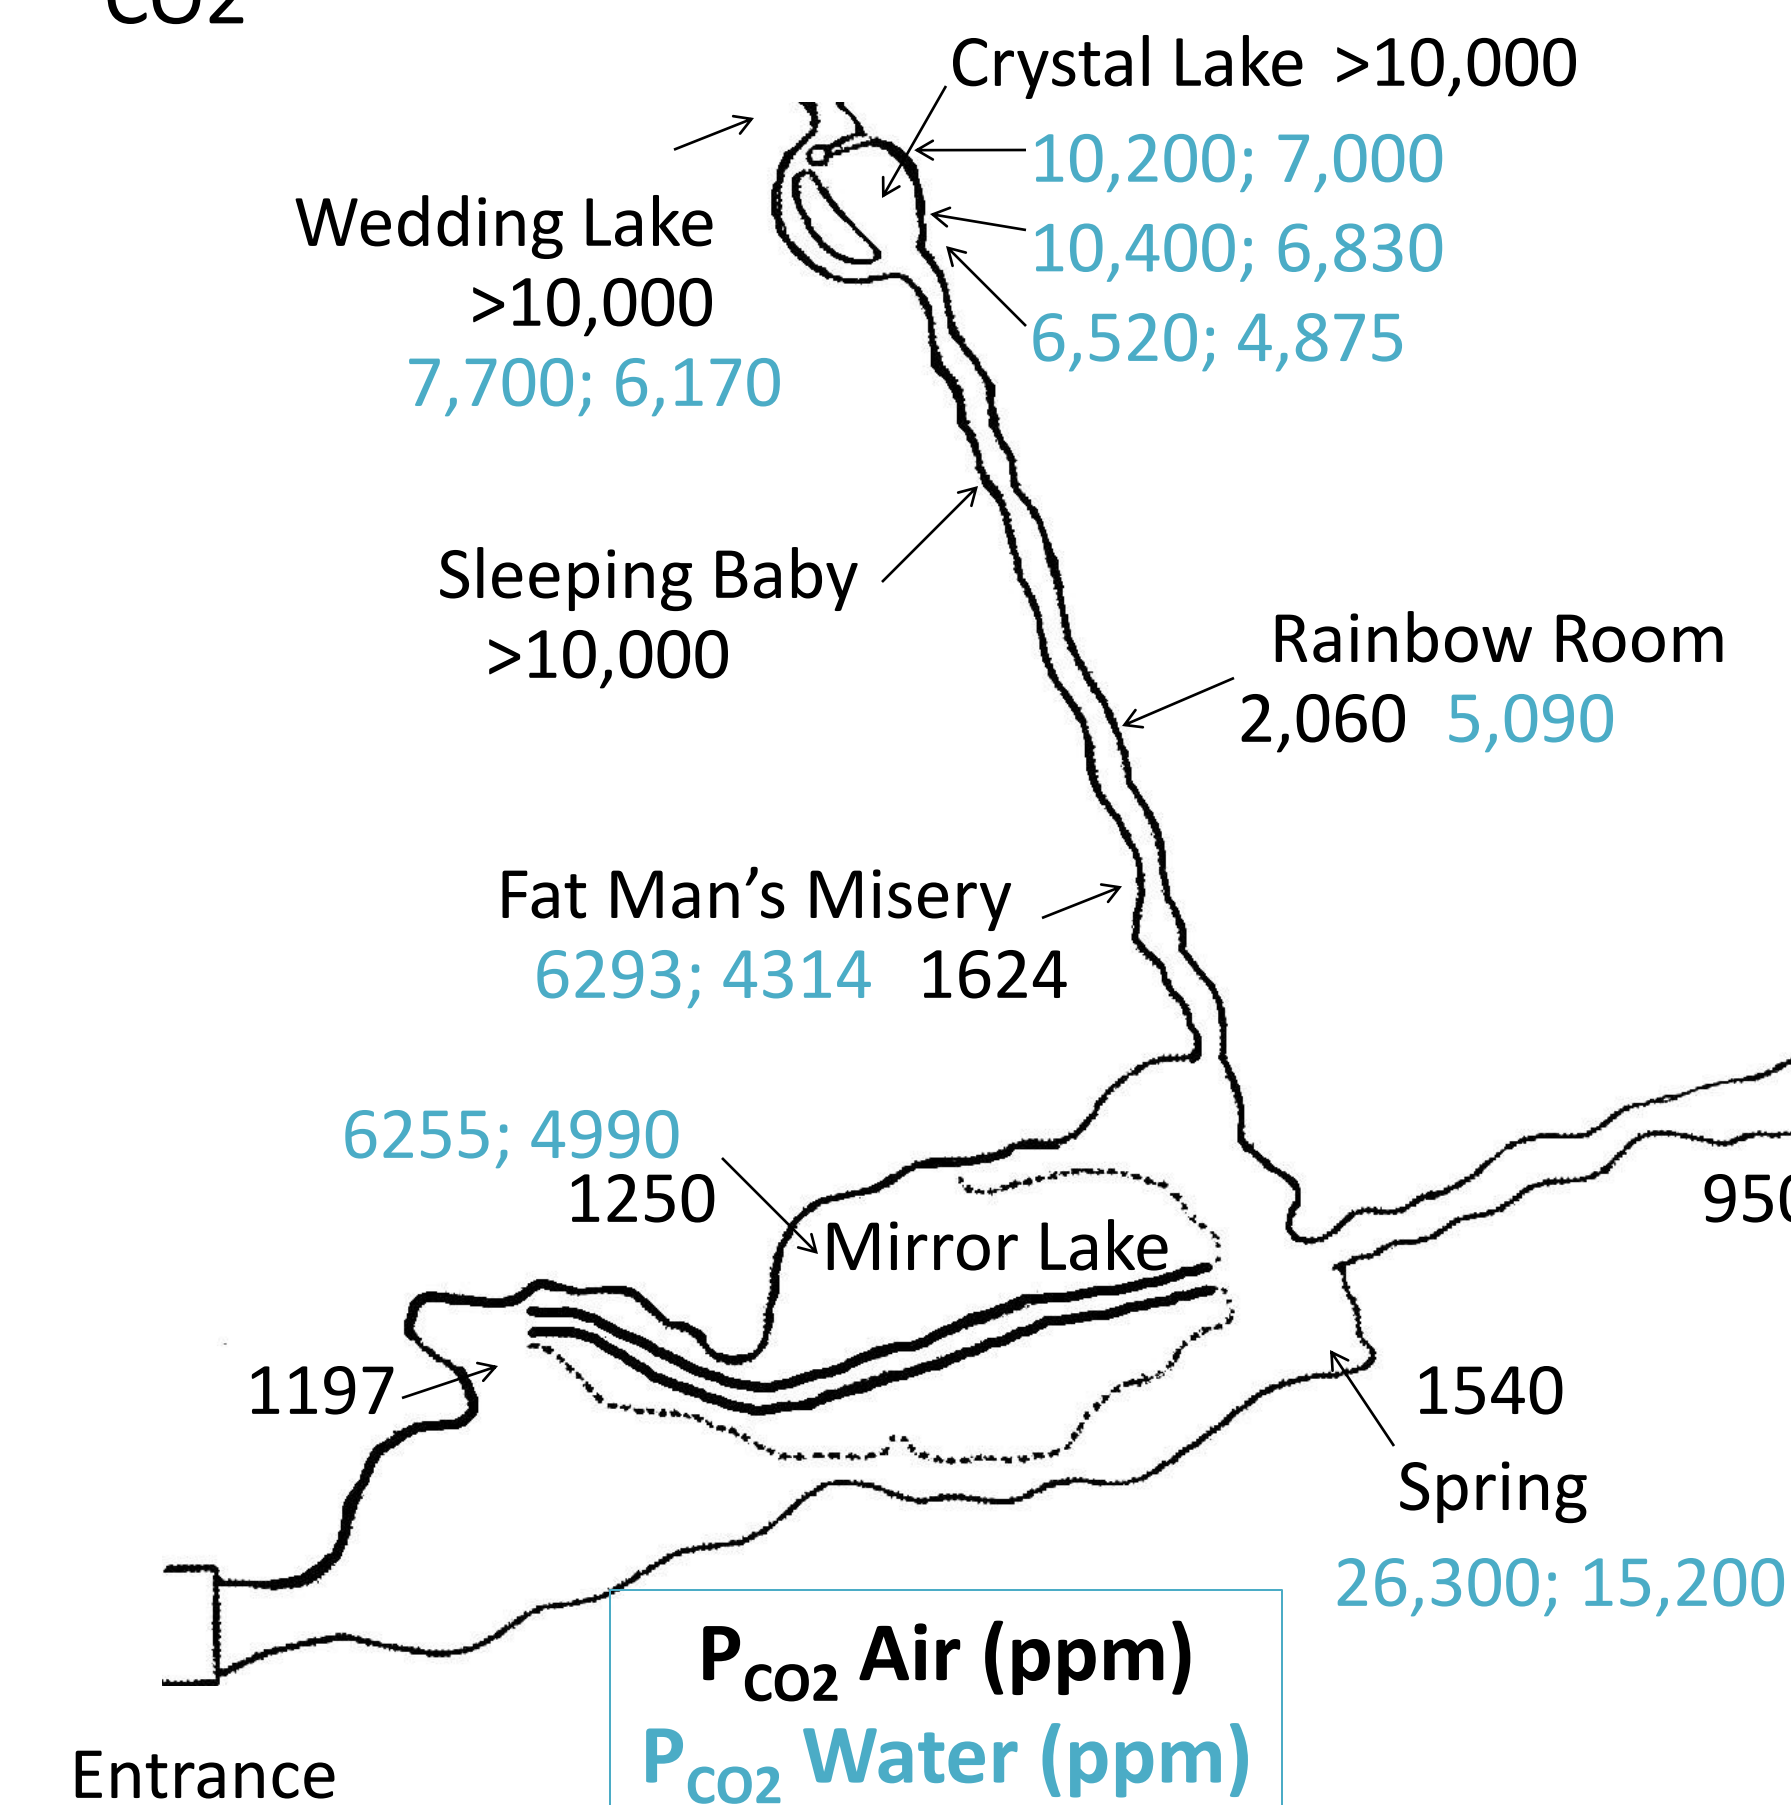 CO2
Crystal Lake >10,000
10,200; 7,000
Wedding Lake
10,400; 6,830
>10,000
6,520; 4,875
7,700; 6,170
Sleeping Baby
>10,000
Rainbow Room
2,060 5,090
Fat Man’s Misery
6293; 4314 1624
6255; 4990
1250
950
Mirror Lake
1197
1540
Spring
26,300; 15,200
PCO2 Air (ppm)
PCO2 Water (ppm)
Entrance